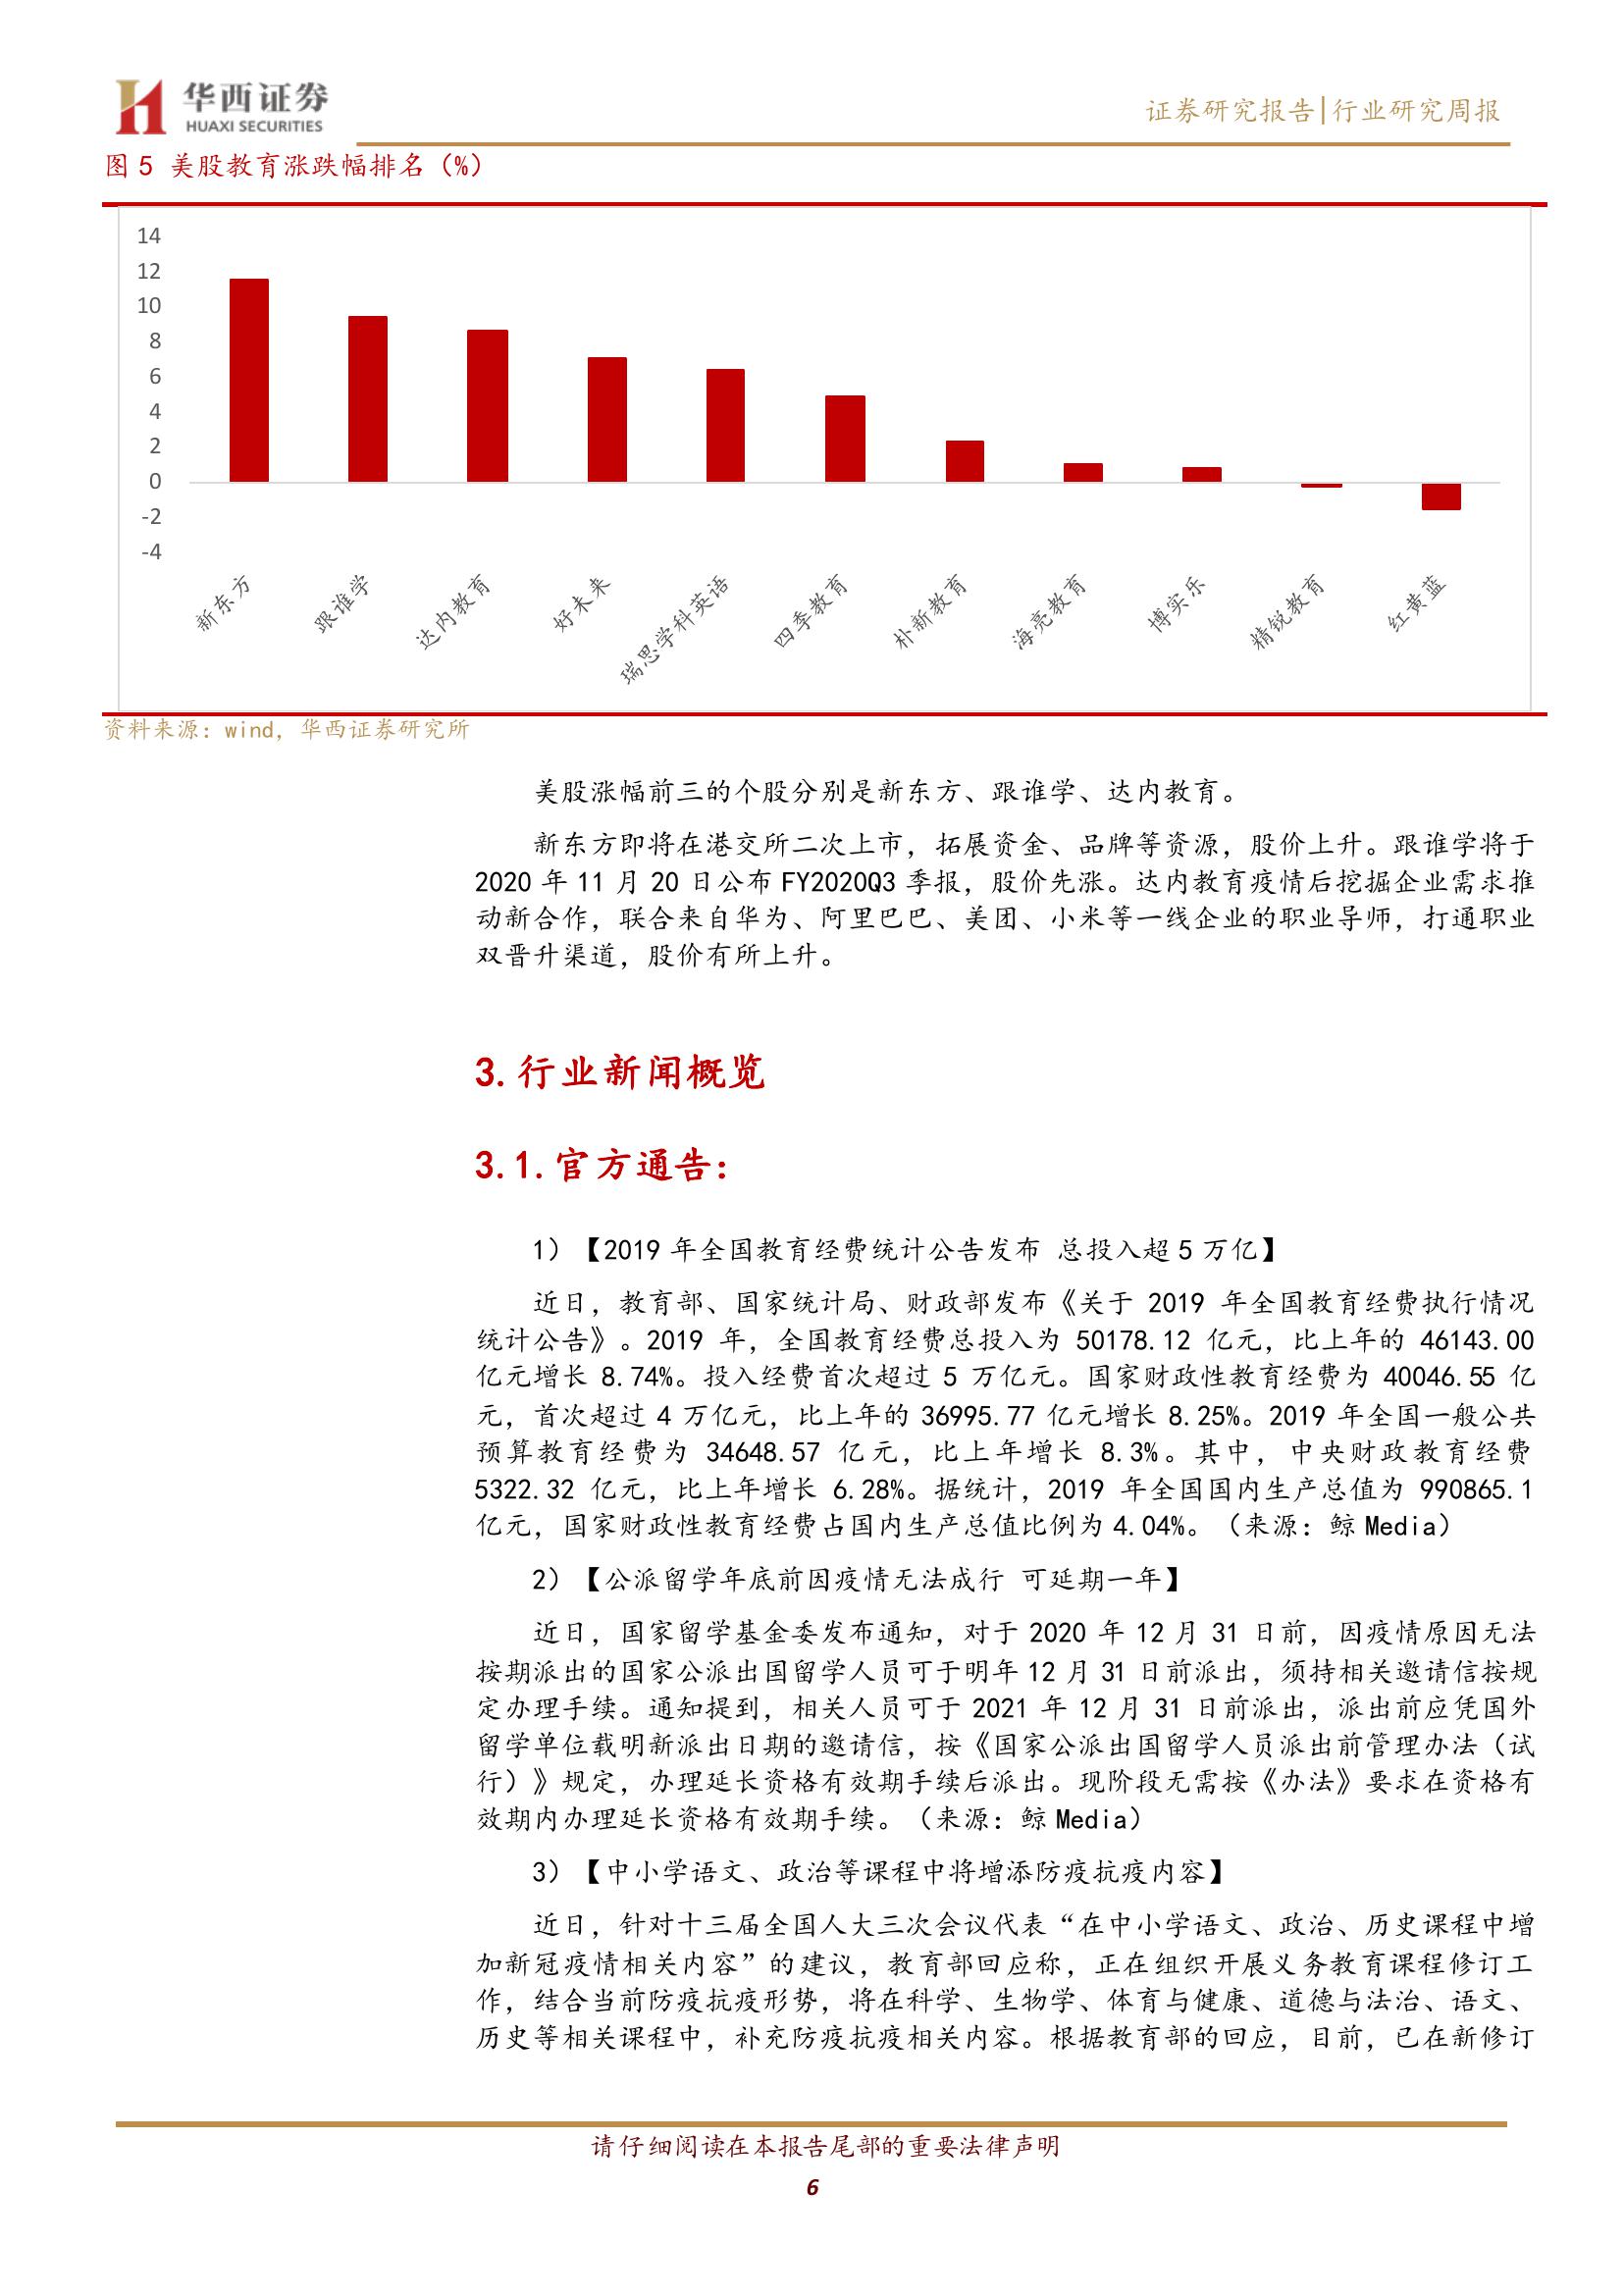 华西证券
HUAXI SECURITIES
证券研究报告|行业研究周报
图 5 美股教育涨跌幅排名（%）
14
12
10
8
6
4
2
0
-2
-4
新东方
跟谁学
达内教育
好未来
瑞思学科英语
四季教育
朴新教育
海亮教育
博实乐
精锐教育
红黄蓝
资料来源：wind，华西证券研究所
美股涨幅前三的个股分别是新东方、跟谁学、达内教育。
新东方即将在港交所二次上市，拓展资金、品牌等资源，股价上升。跟谁学将于
2020 年 11 月 20 日公布 FY2020Q3 季报，股价先涨。达内教育疫情后挖掘企业需求推
动新合作，联合来自华为、阿里巴巴、美团、小米等一线企业的职业导师，打通职业
双晋升渠道，股价有所上升。
3.行业新闻概览
3.1.官方通告：
1）【2019 年全国教育经费统计公告发布 总投入超 5 万亿】
近日，教育部、国家统计局、财政部发布《关于 2019 年全国教育经费执行情况
统计公告》。2019 年，全国教育经费总投入为 50178.12 亿元，比上年的 46143.00
亿元增长 8.74%。投入经费首次超过 5 万亿元。国家财政性教育经费为 40046.55 亿
元，首次超过 4 万亿元，比上年的 36995.77 亿元增长 8.25%。2019 年全国一般公共
预算教育经费为 34648.57 亿元，比上年增长 8.3%。其中，中央财政教育经费
5322.32 亿元，比上年增长 6.28%。据统计，2019 年全国国内生产总值为 990865.1
亿元，国家财政性教育经费占国内生产总值比例为 4.04%。（来源：鲸 Media）
2）【公派留学年底前因疫情无法成行 可延期一年】
近日，国家留学基金委发布通知，对于 2020 年 12 月 31 日前，因疫情原因无法
按期派出的国家公派出国留学人员可于明年 12 月 31 日前派出，须持相关邀请信按规
定办理手续。通知提到，相关人员可于 2021 年 12 月 31 日前派出，派出前应凭国外
留学单位载明新派出日期的邀请信，按《国家公派出国留学人员派出前管理办法（试
行）》规定，办理延长资格有效期手续后派出。现阶段无需按《办法》要求在资格有
效期内办理延长资格有效期手续。（来源：鲸 Media）
3）【中小学语文、政治等课程中将增添防疫抗疫内容】
近日，针对十三届全国人大三次会议代表“在中小学语文、政治、历史课程中增
加新冠疫情相关内容”的建议，教育部回应称，正在组织开展义务教育课程修订工
作，结合当前防疫抗疫形势，将在科学、生物学、体育与健康、道德与法治、语文、
历史等相关课程中，补充防疫抗疫相关内容。根据教育部的回应，目前，已在新修订
请仔细阅读在本报告尾部的重要法律声明
6